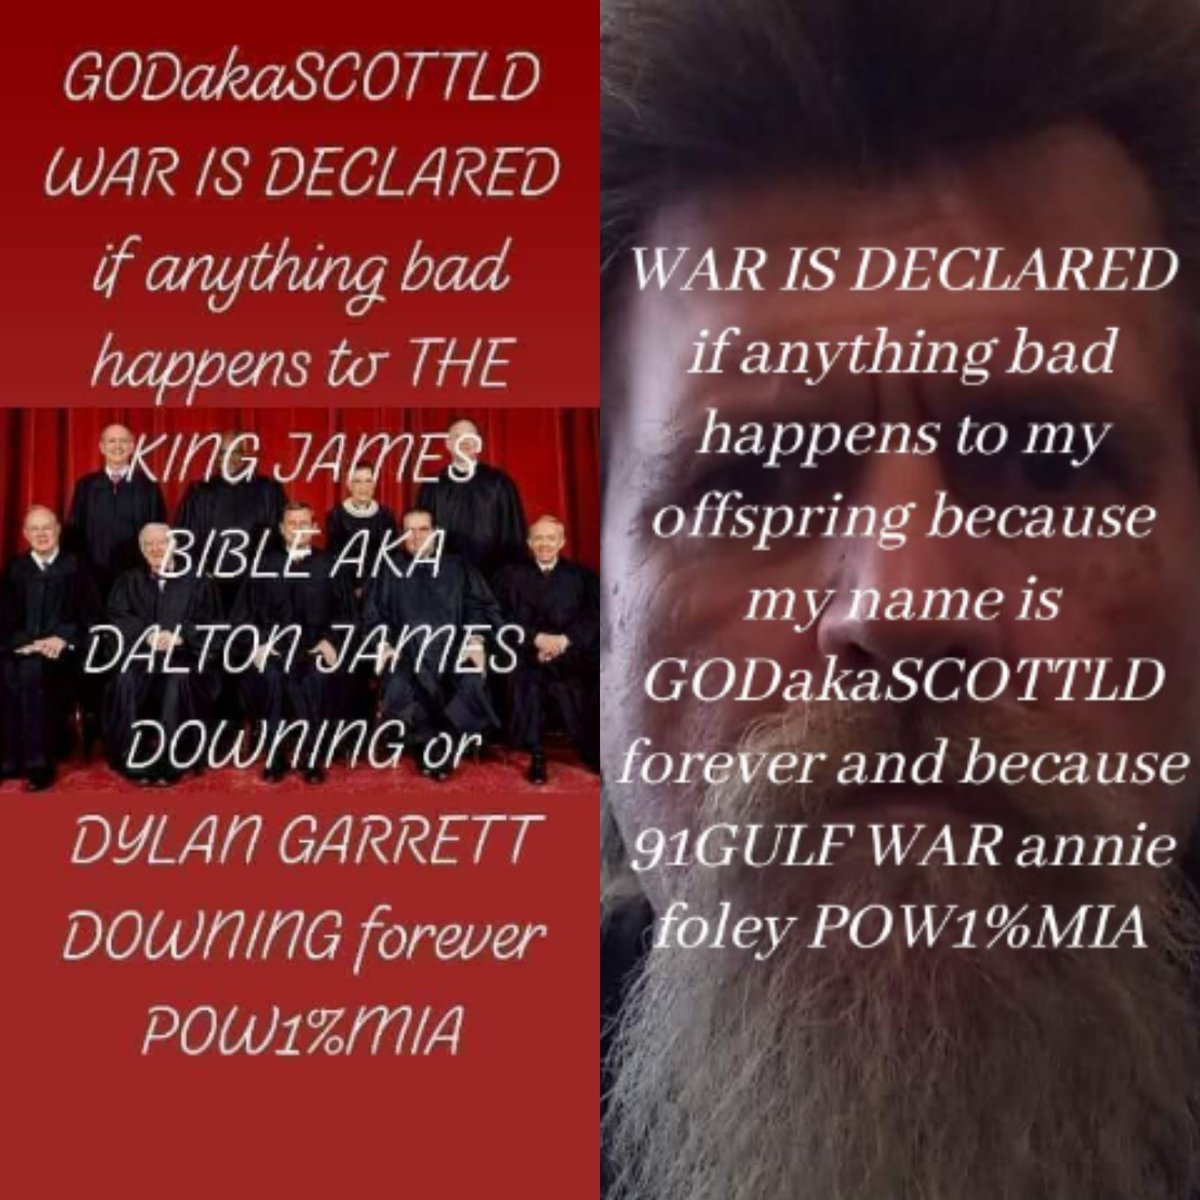 GODakaSCOTTLD
WAR IS DECLARED
if anything bad
happens to THE
KING JAMES
BIBLE AKA
DALTON JAMES
DOWNING or
DYLAN GARRETT
DOWNING forever
POW1%MIA
WAR IS DECLARED
if anything bad
happens to my
offspring because
my name is
GODakaSCOTTLD
forever and because
91GULF WAR annie
foley POW1%MIA